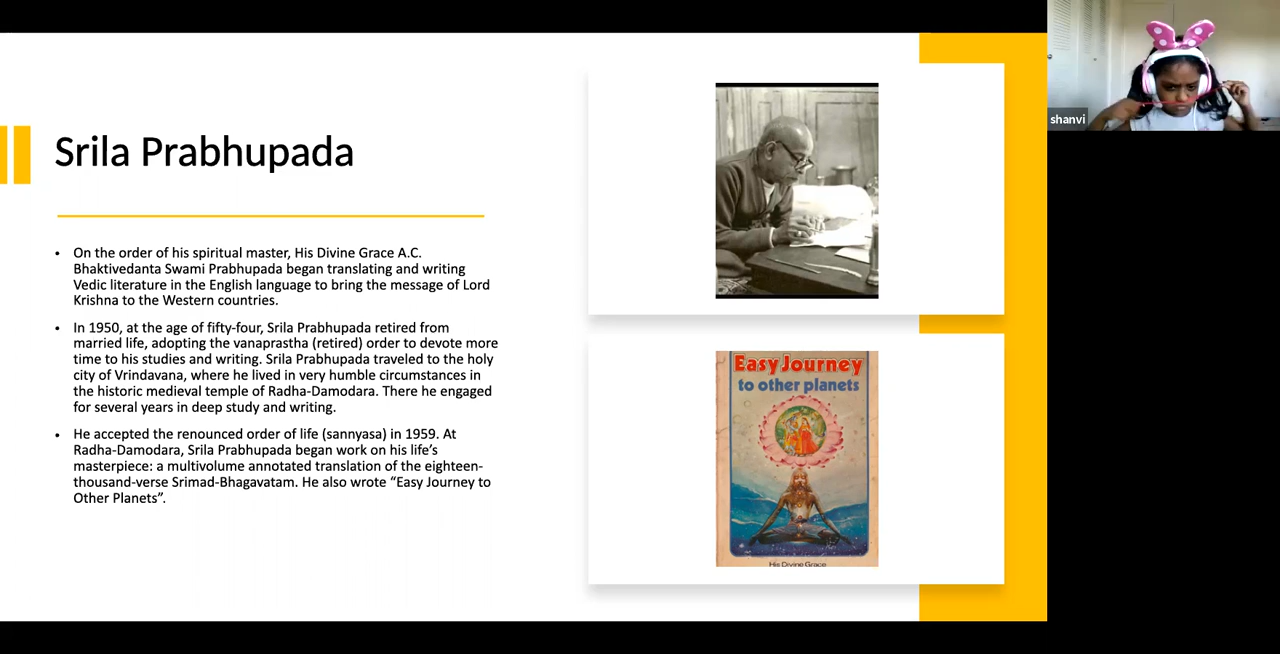 Srila Prabhupada
• On the order of his spiritual master, His Divine Grace A.C.
Bhaktivedanta Swami Prabhupada began translating and writing
Vedic literature in the English language to bring the message of Lord
Krishna to the Western countries.
• In 1950, at the age of fifty-four, Srila Prabhupada retired from
married life, adopting the vanaprastha (retired) order to devote more
time to his studies and writing. Srila Prabhupada traveled to the holy
city of Vrindavana, where he lived in very humble circumstances in
the historic medieval temple of Radha-Damodara. There he engaged
for several years in deep study and writing.
• He accepted the renounced order of life (sannyasa) in 1959. At
Radha-Damodara, Srila Prabhupada began work on his life’s
masterpiece: a multivolume annotated translation of the eighteen-
thousand-verse Srimad-Bhagavatam. He also wrote “Easy Journey to
Other Planets”.
Easy Journey
to other planets
His Divine Grace
shanvi